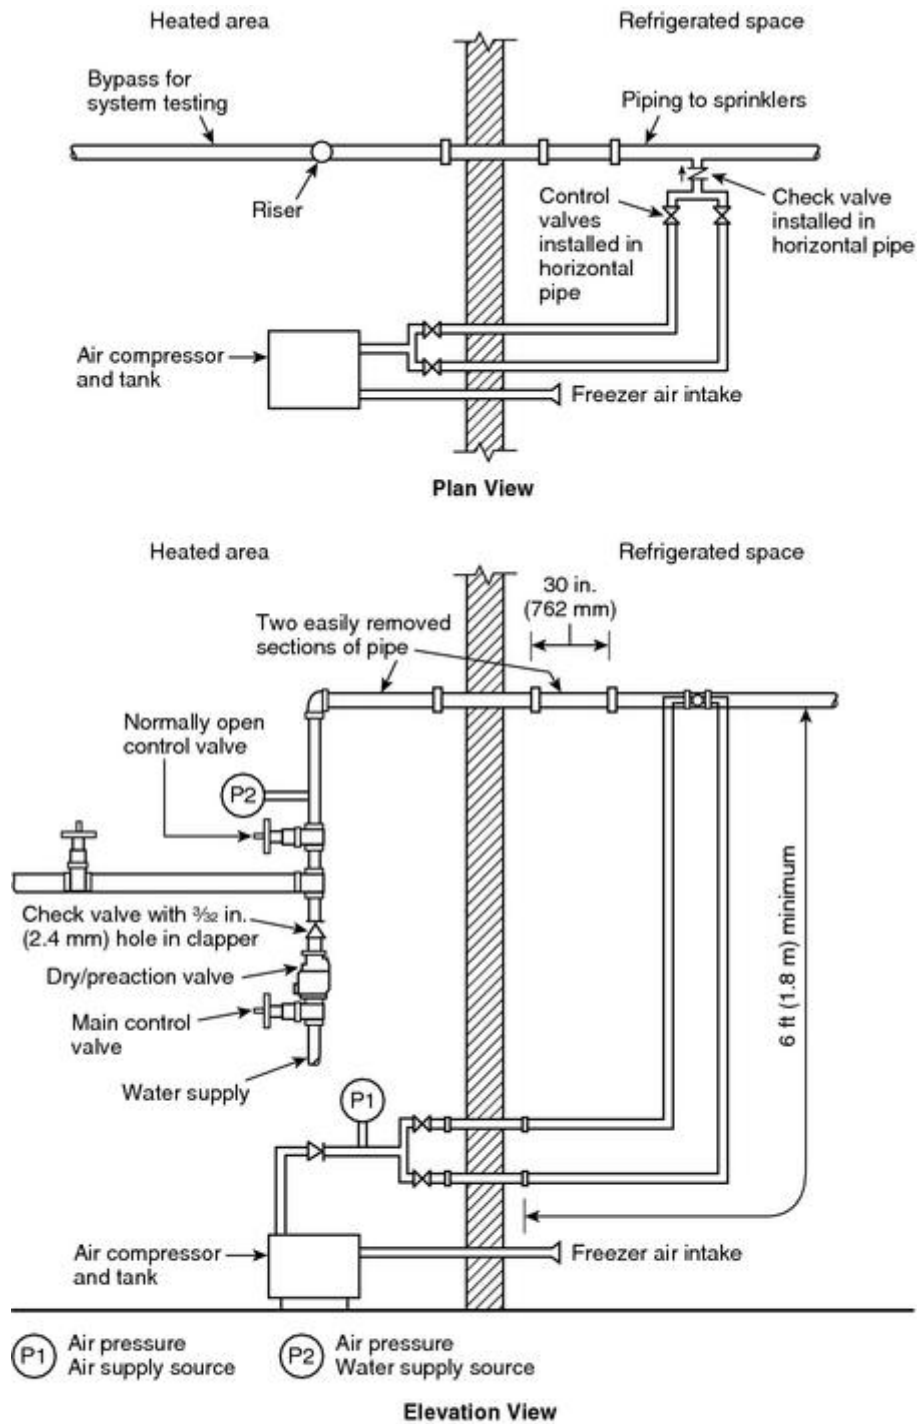 Heated area
Refrigerated space
Bypass for
system testing
Piping to sprinklers
Riser
Control
valves
installed in
horizontal
pipe
Check valve
installed in
horizontal pipe
Air compressor
and tank
Freezer air intake
Plan View
Heated area
Refrigerated space
30 in.
(762 mm)
Two easily removed
sections of pipe
Normally open
control valve
P2
Check valve with 3⁄32 in.
(2.4 mm) hole in clapper
Dry/preaction valve
Main control
valve
Water supply
6 ft (1.8 m) minimum
P1
Air compressor
and tank
Freezer air intake
P1
Air pressure
Air supply source
P2
Air pressure
Water supply source
Elevation View